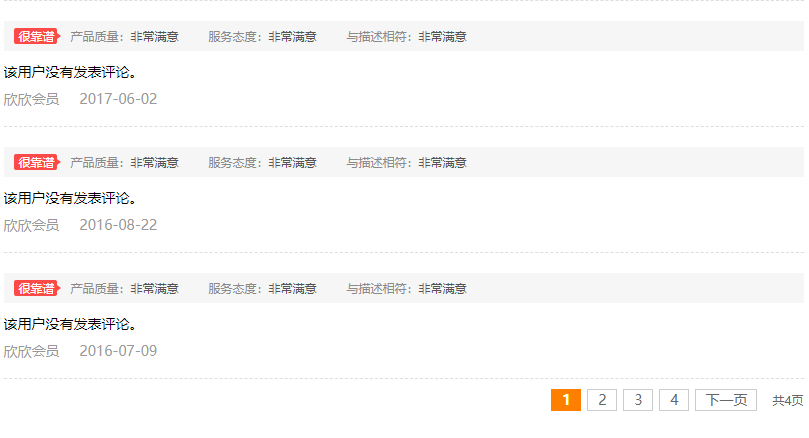 很靠谱 产品质量：非常满意 服务态度：非常满意 与描述相符：非常满意
该用户没有发表评论。
欣欣会员 2017-06-02
很靠谱 产品质量：非常满意 服务态度：非常满意 与描述相符：非常满意
该用户没有发表评论。
欣欣会员 2016-08-22
很靠谱 产品质量：非常满意 服务态度：非常满意 与描述相符：非常满意
该用户没有发表评论。
欣欣会员 2016-07-09
1 2 3 4 下一页 共4页